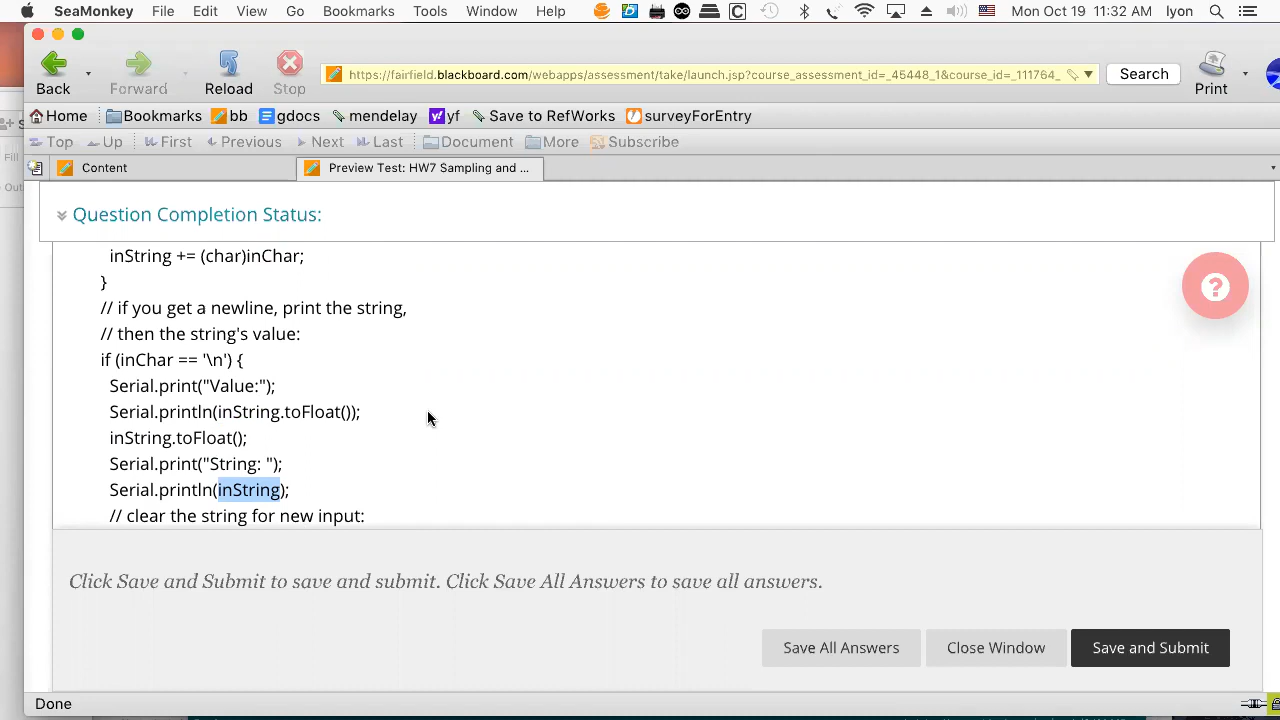 SeaMonkey File Edit View Go Bookmarks Tools Window Help Mon Oct 19 11:32 AM lyon
Back Forward Reload Stop https://fairfield.blackboard.com/webapps/assessment/take/launch.jsp?course_assessment_id=_45448_1&course_id=_111764_ Search Print
Home Bookmarks bb gdocs mendelay yf Save to RefWorks surveyForEntry
Top Up First Previous Next Last Document More Subscribe
Content Preview Test: HW7 Sampling and ...
Question Completion Status:
inString += (char)inChar;
}
// if you get a newline, print the string,
// then the string's value:
if (inChar == '\n') {
Serial.print("Value:");
Serial.println(inString.toFloat());
inString.toFloat();
Serial.print("String: ");
Serial.println(inString);
// clear the string for new input:
Click Save and Submit to save and submit. Click Save All Answers to save all answers.
Save All Answers Close Window Save and Submit
Done